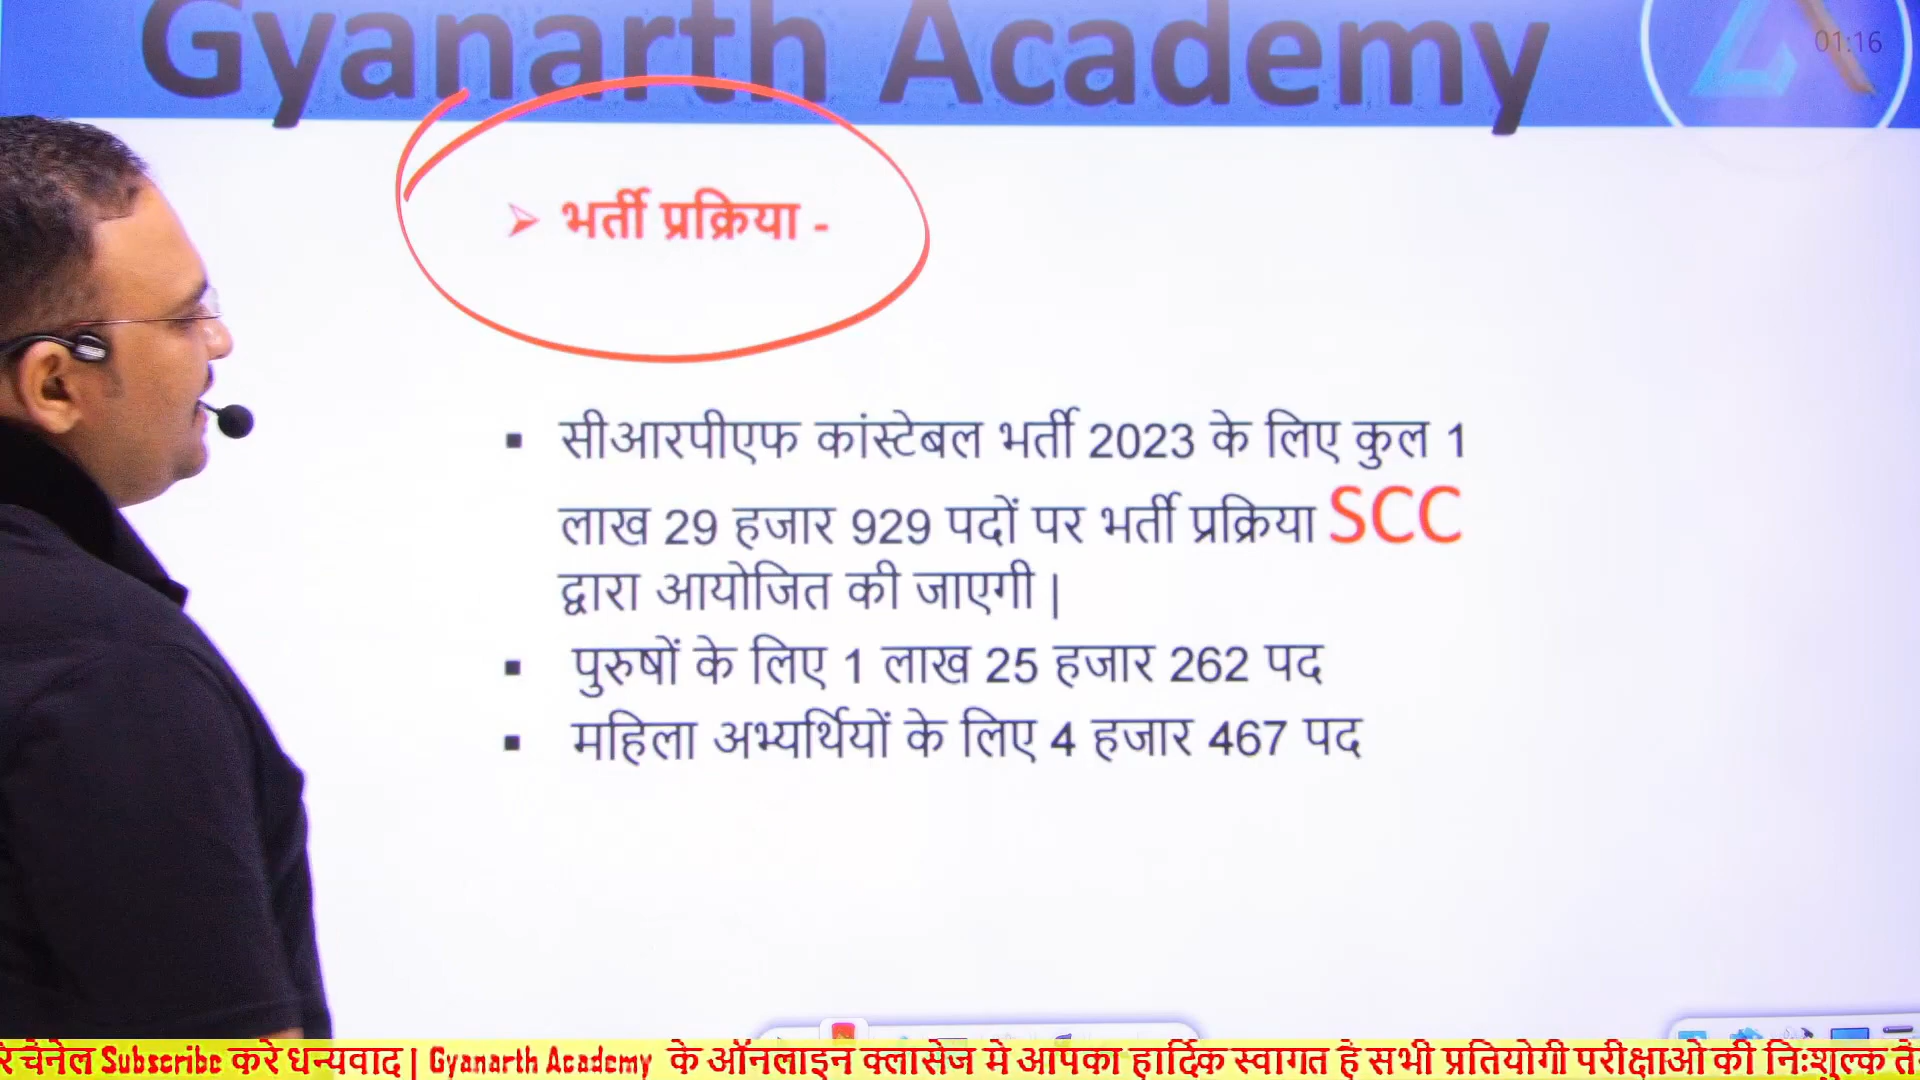 Gyanarth Academy
01:16
➢ भर्ती प्रक्रिया -
▪ सीआरपीएफ कांस्टेबल भर्ती 2023 के लिए कुल 1
लाख 29 हजार 929 पदों पर भर्ती प्रक्रिया SCC
द्वारा आयोजित की जाएगी |
▪ पुरुषों के लिए 1 लाख 25 हजार 262 पद
▪ महिला अभ्यर्थियों के लिए 4 हजार 467 पद
रे चैनेल Subscribe करे धन्यवाद | Gyanarth Academy के ऑनलाइन क्लासेज मे आपका हार्दिक स्वागत है सभी प्रतियोगी परीक्षाओ की निःशुल्क तै